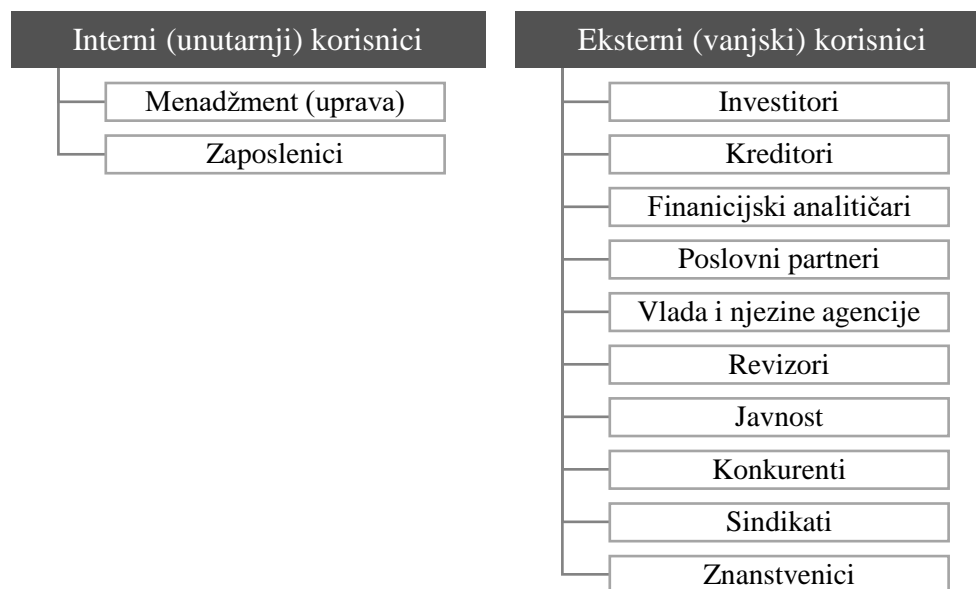 Interni (unutarnji) korisnici
Menadžment (uprava)
Zaposlenici
Eksterni (vanjski) korisnici
Investitori
Kreditori
Finanicijski analitičari
Poslovni partneri
Vlada i njezine agencije
Revizori
Javnost
Konkurenti
Sindikati
Znanstvenici